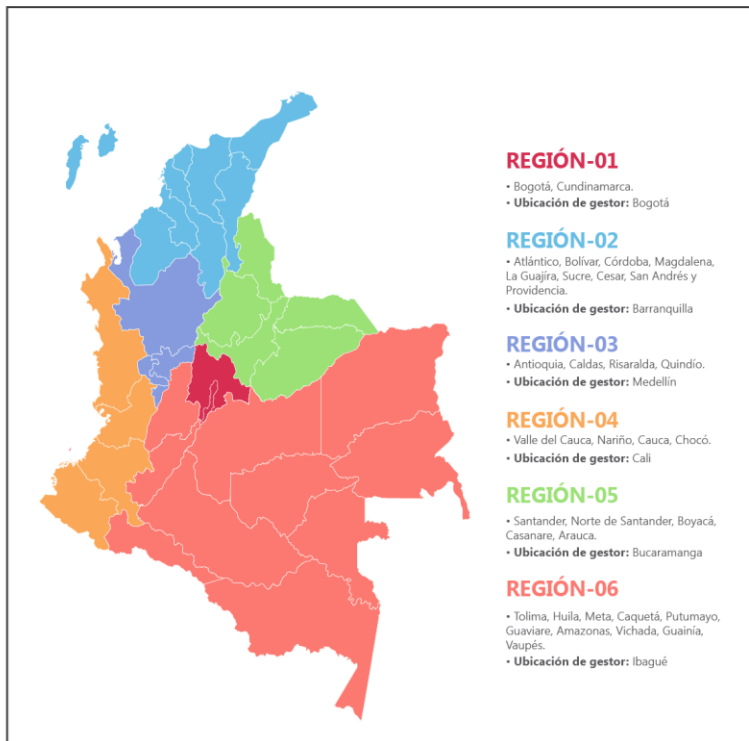 REGIÓN-01
• Bogotá, Cundinamarca.
• Ubicación de gestor: Bogotá
REGIÓN-02
• Atlántico, Bolívar, Córdoba, Magdalena,
La Guajíra, Sucre, Cesar, San Andrés y
Providencia.
• Ubicación de gestor: Barranquilla
REGIÓN-03
• Antioquia, Caldas, Risaralda, Quindío.
• Ubicación de gestor: Medellín
REGIÓN-04
• Valle del Cauca, Nariño, Cauca, Chocó.
• Ubicación de gestor: Cali
REGIÓN-05
• Santander, Norte de Santander, Boyacá,
Casanare, Arauca.
• Ubicación de gestor: Bucaramanga
REGIÓN-06
• Tolima, Huila, Meta, Caquetá, Putumayo,
Guaviare, Amazonas, Vichada, Guainía,
Vaupés.
• Ubicación de gestor: Ibagué